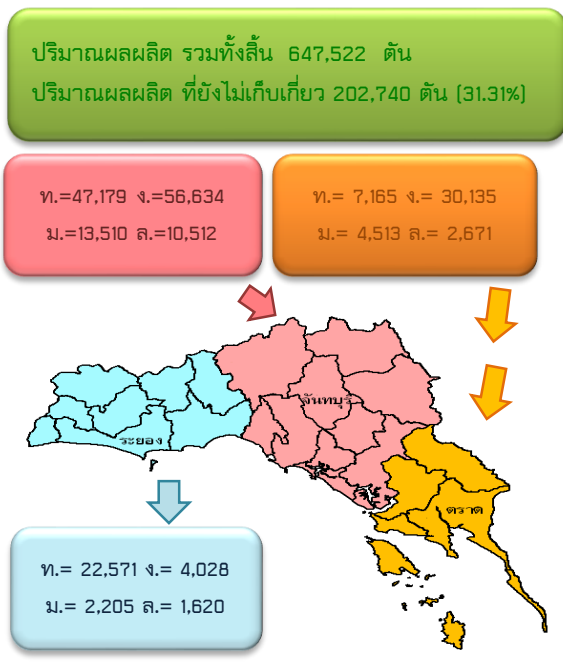 ปริมาณผลผลิต รวมทั้งสิ้น 647,522 ตัน
ปริมาณผลผลิต ที่ยังไม่เก็บเกี่ยว 202,740 ตัน (31.31%)
ท.=47,179 ง.=56,634
ม.=13,510 ล.=10,512
ท.= 7,165 ง.= 30,135
ม.= 4,513 ล.= 2,671
จันทบุรี
ระยอง
ตราด
ท.= 22,571 ง.= 4,028
ม.= 2,205 ล.= 1,620